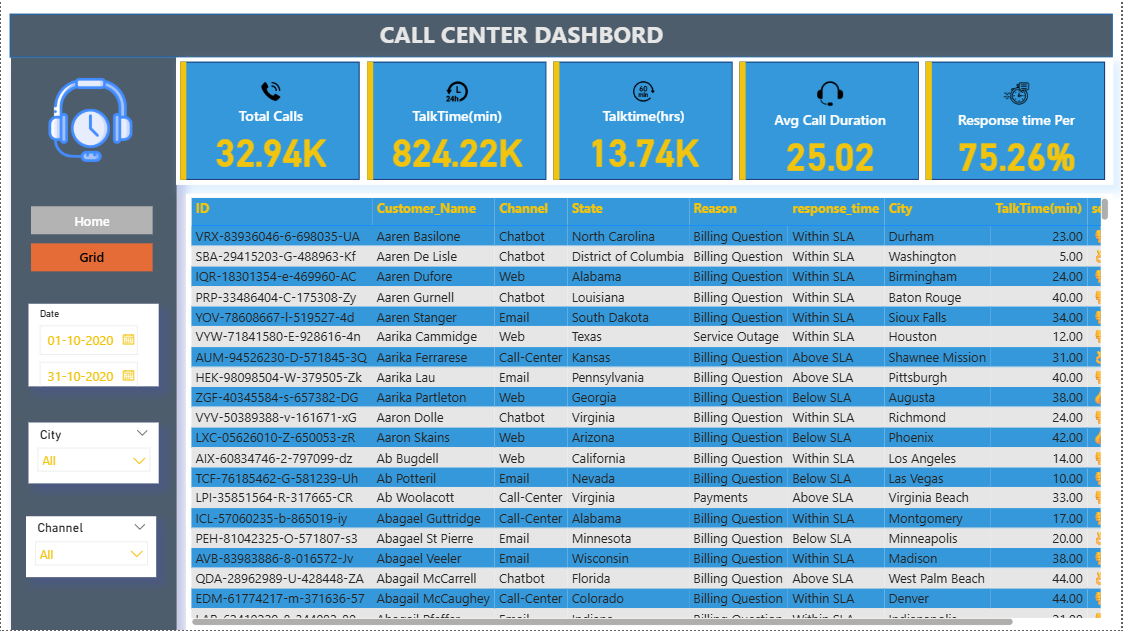 CALL CENTER DASHBORD
24h
60 min
Total Calls
TalkTime(min)
Talktime(hrs)
Avg Call Duration
Response time Per
32.94K
824.22K
13.74K
25.02
75.26%
Home
Grid
Date
01-10-2020
31-10-2020
City
All
Channel
All
ID Customer_Name Channel State Reason response_time City TalkTime(min)
VRX-83936046-6-698035-UA Aaren Basilone Chatbot North Carolina Billing Question Within SLA Durham 23.00
SBA-29415203-G-488963-Kf Aaren De Lisle Chatbot District of Columbia Billing Question Within SLA Washington 5.00
IQR-18301354-e-469960-AC Aaren Dufore Web Alabama Billing Question Within SLA Birmingham 24.00
PRP-33486404-C-175308-Zy Aaren Gurnell Chatbot Louisiana Billing Question Within SLA Baton Rouge 40.00
YOV-78608667-l-519527-4d Aaren Stanger Email South Dakota Billing Question Within SLA Sioux Falls 34.00
VYW-71841580-E-928616-4n Aarika Cammidge Web Texas Service Outage Within SLA Houston 12.00
AUM-94526230-D-571845-3Q Aarika Ferrarese Call-Center Kansas Billing Question Above SLA Shawnee Mission 31.00
HEK-98098504-W-379505-Zk Aarika Lau Email Pennsylvania Billing Question Above SLA Pittsburgh 40.00
ZGF-40345584-s-657382-DG Aarika Partleton Web Georgia Billing Question Below SLA Augusta 38.00
VYV-50389388-v-161671-xG Aaron Dolle Chatbot Virginia Billing Question Within SLA Richmond 24.00
LXC-05626010-Z-650053-zR Aaron Skains Web Arizona Billing Question Below SLA Phoenix 42.00
AIX-60834746-2-797099-dz Ab Bugdell Web California Billing Question Within SLA Los Angeles 14.00
TCF-76185462-G-581239-Uh Ab Potteril Email Nevada Billing Question Below SLA Las Vegas 10.00
LPI-35851564-R-317665-CR Ab Woolacott Call-Center Virginia Payments Above SLA Virginia Beach 33.00
ICL-57060235-b-865019-iy Abagael Guttridge Call-Center Alabama Billing Question Within SLA Montgomery 17.00
PEH-81042325-O-571807-s3 Abagael St Pierre Email Minnesota Billing Question Below SLA Minneapolis 20.00
AVB-83983886-8-016572-Jv Abagael Veeler Email Wisconsin Billing Question Within SLA Madison 38.00
QDA-28962989-U-428448-ZA Abagail McCarrell Chatbot Florida Billing Question Above SLA West Palm Beach 44.00
EDM-61774217-m-371636-57 Abagail McCaughey Call-Center Colorado Billing Question Within SLA Denver 44.00